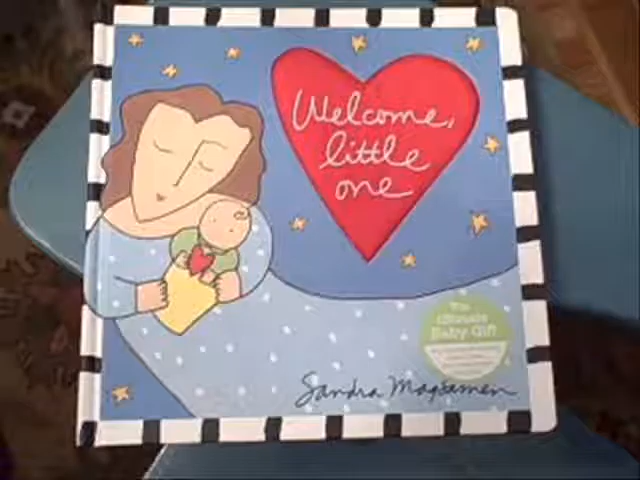 Welcome,
little
one
The
Ultimate
Baby Gift
Sandra Magsamen